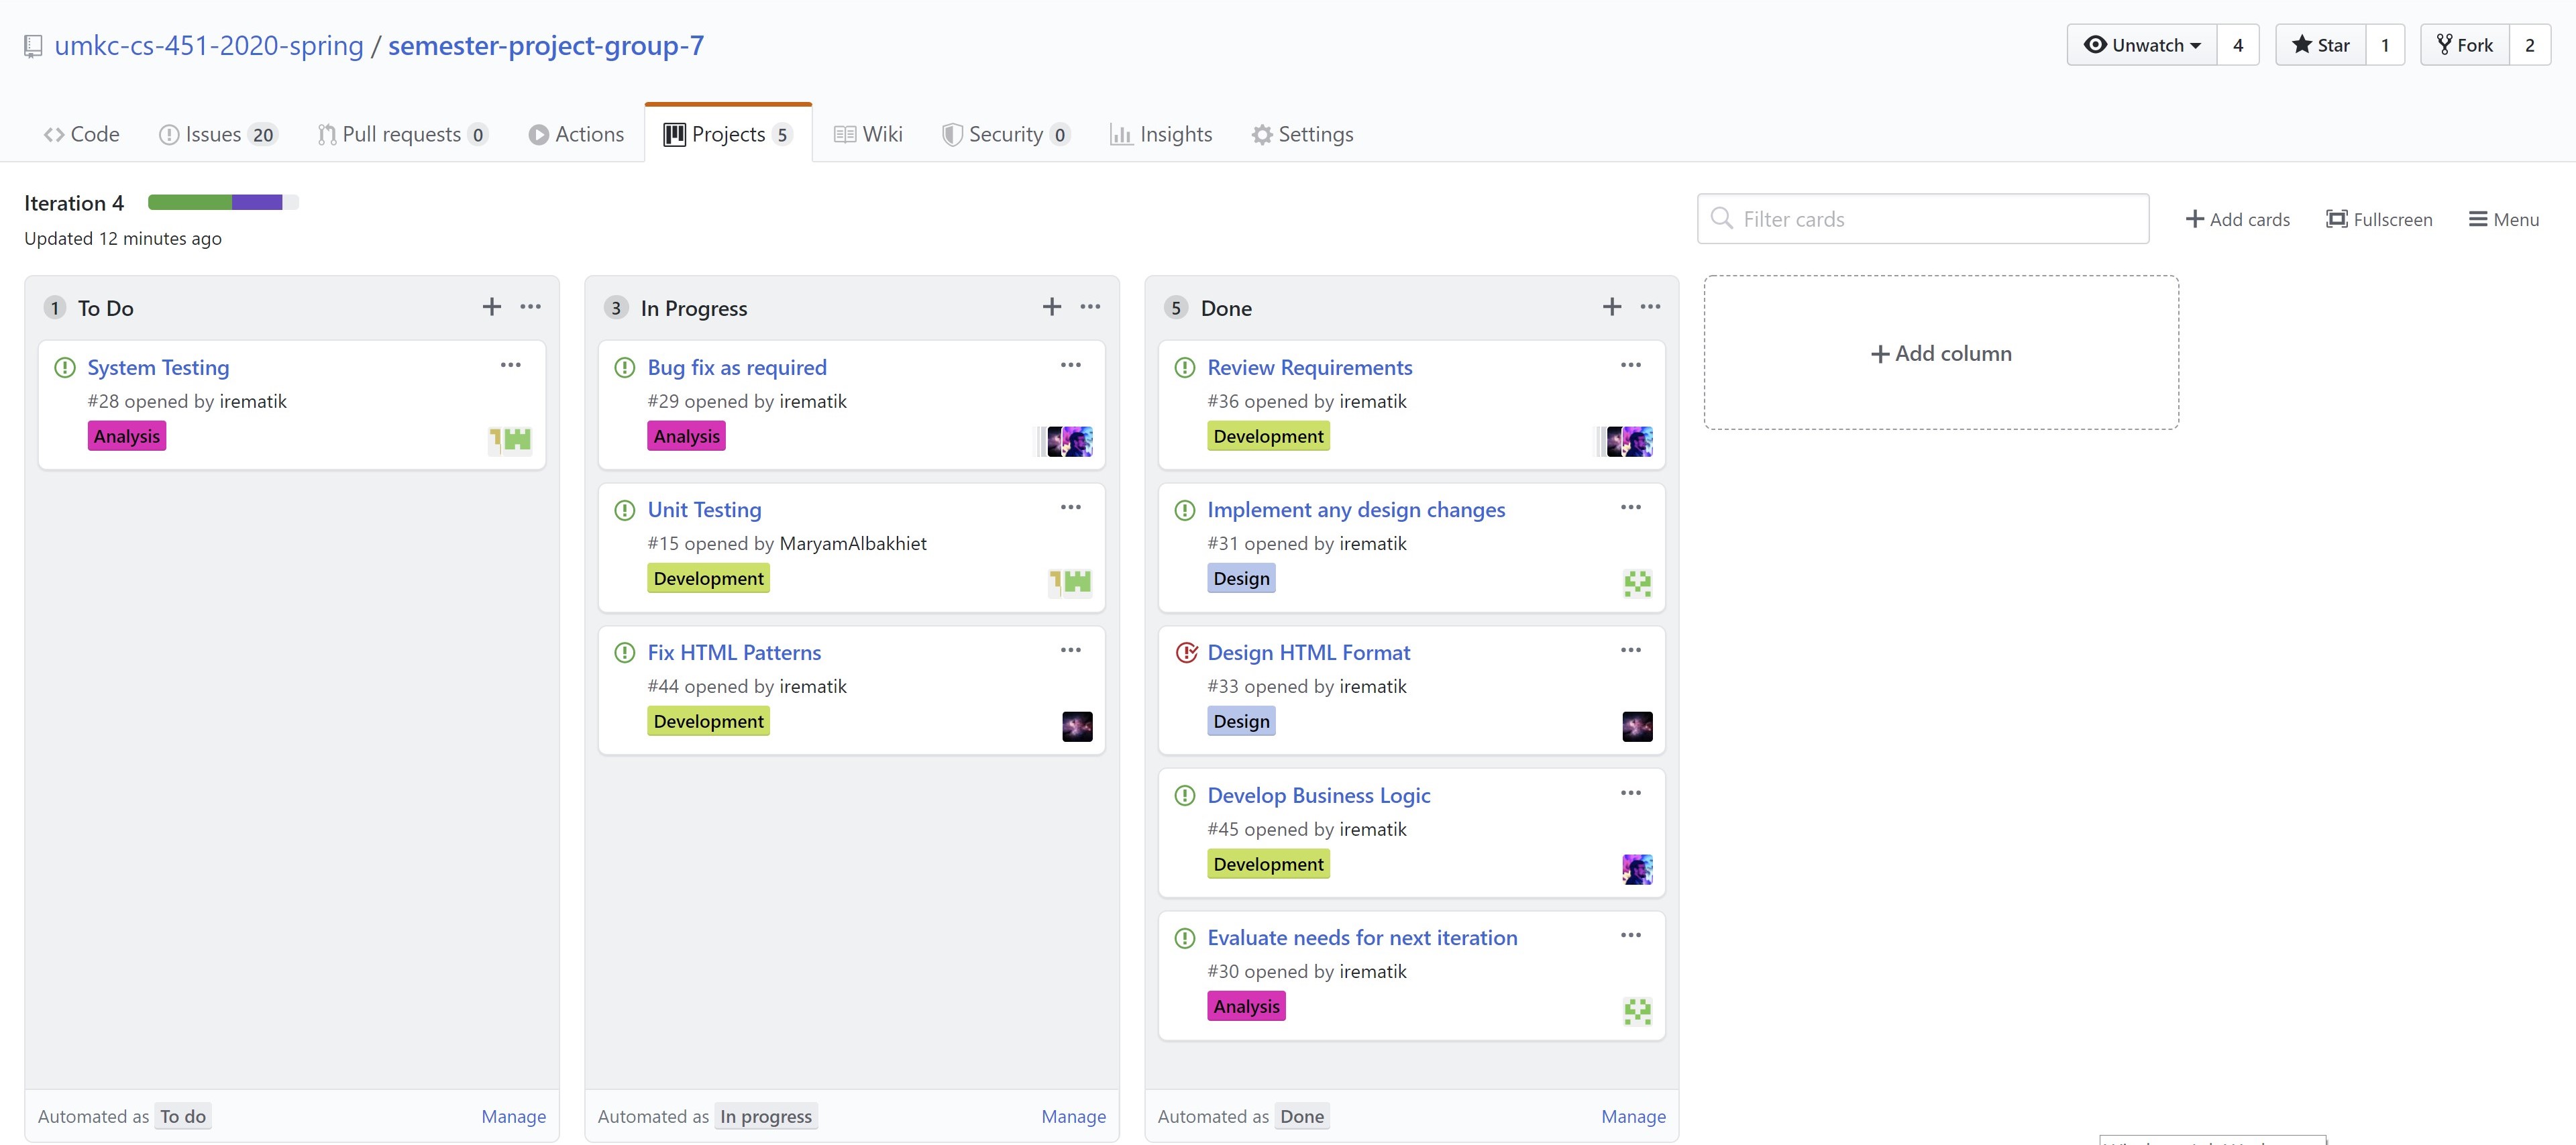 umkc-cs-451-2020-spring / semester-project-group-7
Unwatch 4 Star 1 Fork 2
Code Issues 20 Pull requests 0 Actions Projects 5 Wiki Security 0 Insights Settings
Iteration 4
Updated 12 minutes ago
Filter cards
Add cards Fullscreen Menu
1 To Do
System Testing
#28 opened by irematik
Analysis
Automated as To do Manage
3 In Progress
Bug fix as required
#29 opened by irematik
Analysis
Unit Testing
#15 opened by MaryamAlbakhiet
Development
Fix HTML Patterns
#44 opened by irematik
Development
Automated as In progress Manage
5 Done
Review Requirements
#36 opened by irematik
Development
Implement any design changes
#31 opened by irematik
Design
Design HTML Format
#33 opened by irematik
Design
Develop Business Logic
#45 opened by irematik
Development
Evaluate needs for next iteration
#30 opened by irematik
Analysis
Automated as Done Manage
Add column